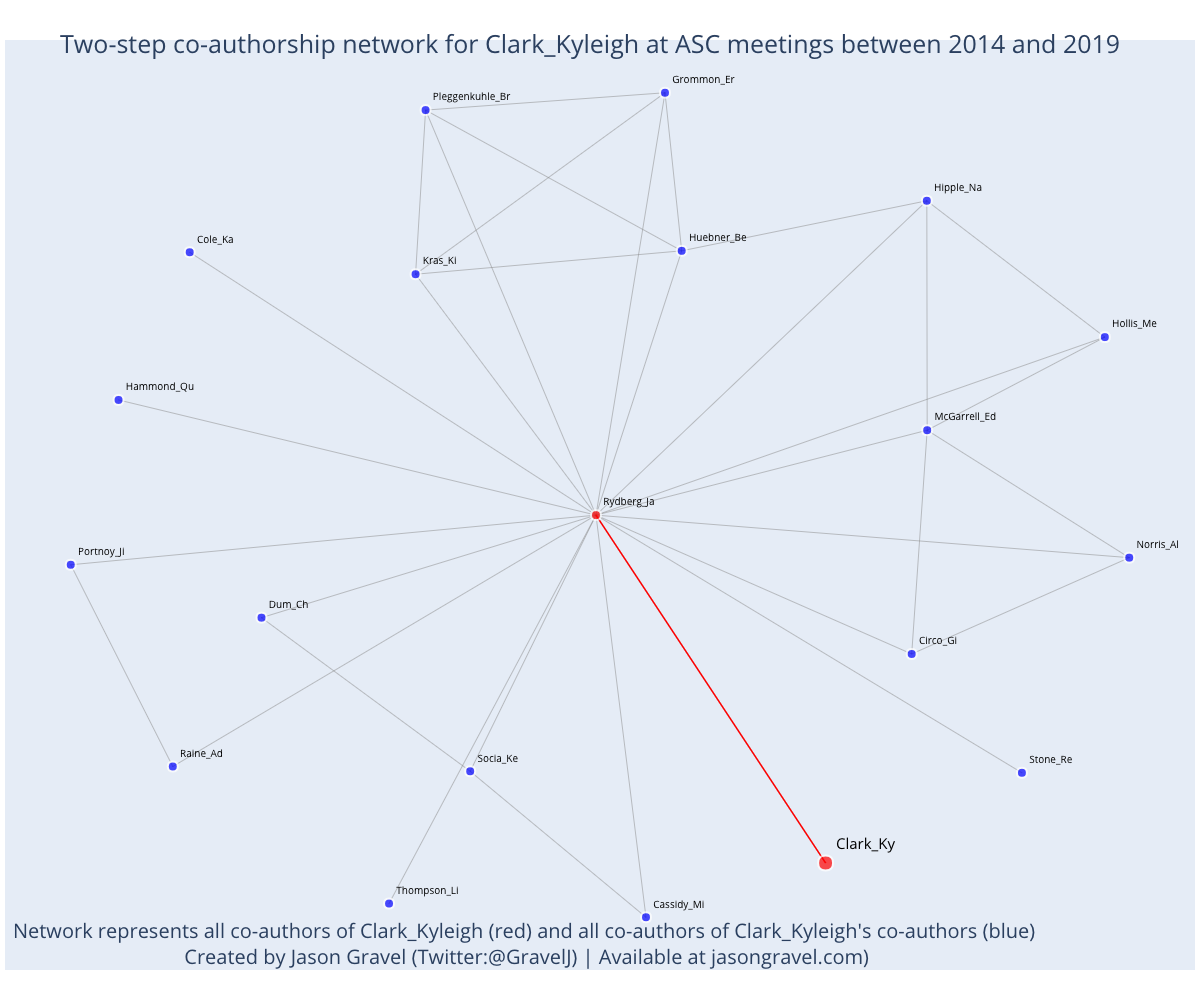 Two-step co-authorship network for Clark_Kyleigh at ASC meetings between 2014 and 2019
Grommon_Er
Pleggenkuhle_Br
Hipple_Na
Huebner_Be
Cole_Ka
Kras_Ki
Hollis_Me
Hammond_Qu
McGarrell_Ed
Rydberg_Ja
Norris_Al
Portnoy_Ji
Dum_Ch
Circo_Gi
Raine_Ad
Socia_Ke
Stone_Re
Clark_Ky
Thompson_Li
Cassidy_Mi
Network represents all co-authors of Clark_Kyleigh (red) and all co-authors of Clark_Kyleigh's co-authors (blue)
Created by Jason Gravel (Twitter:@GravelJ) | Available at jasongravel.com)